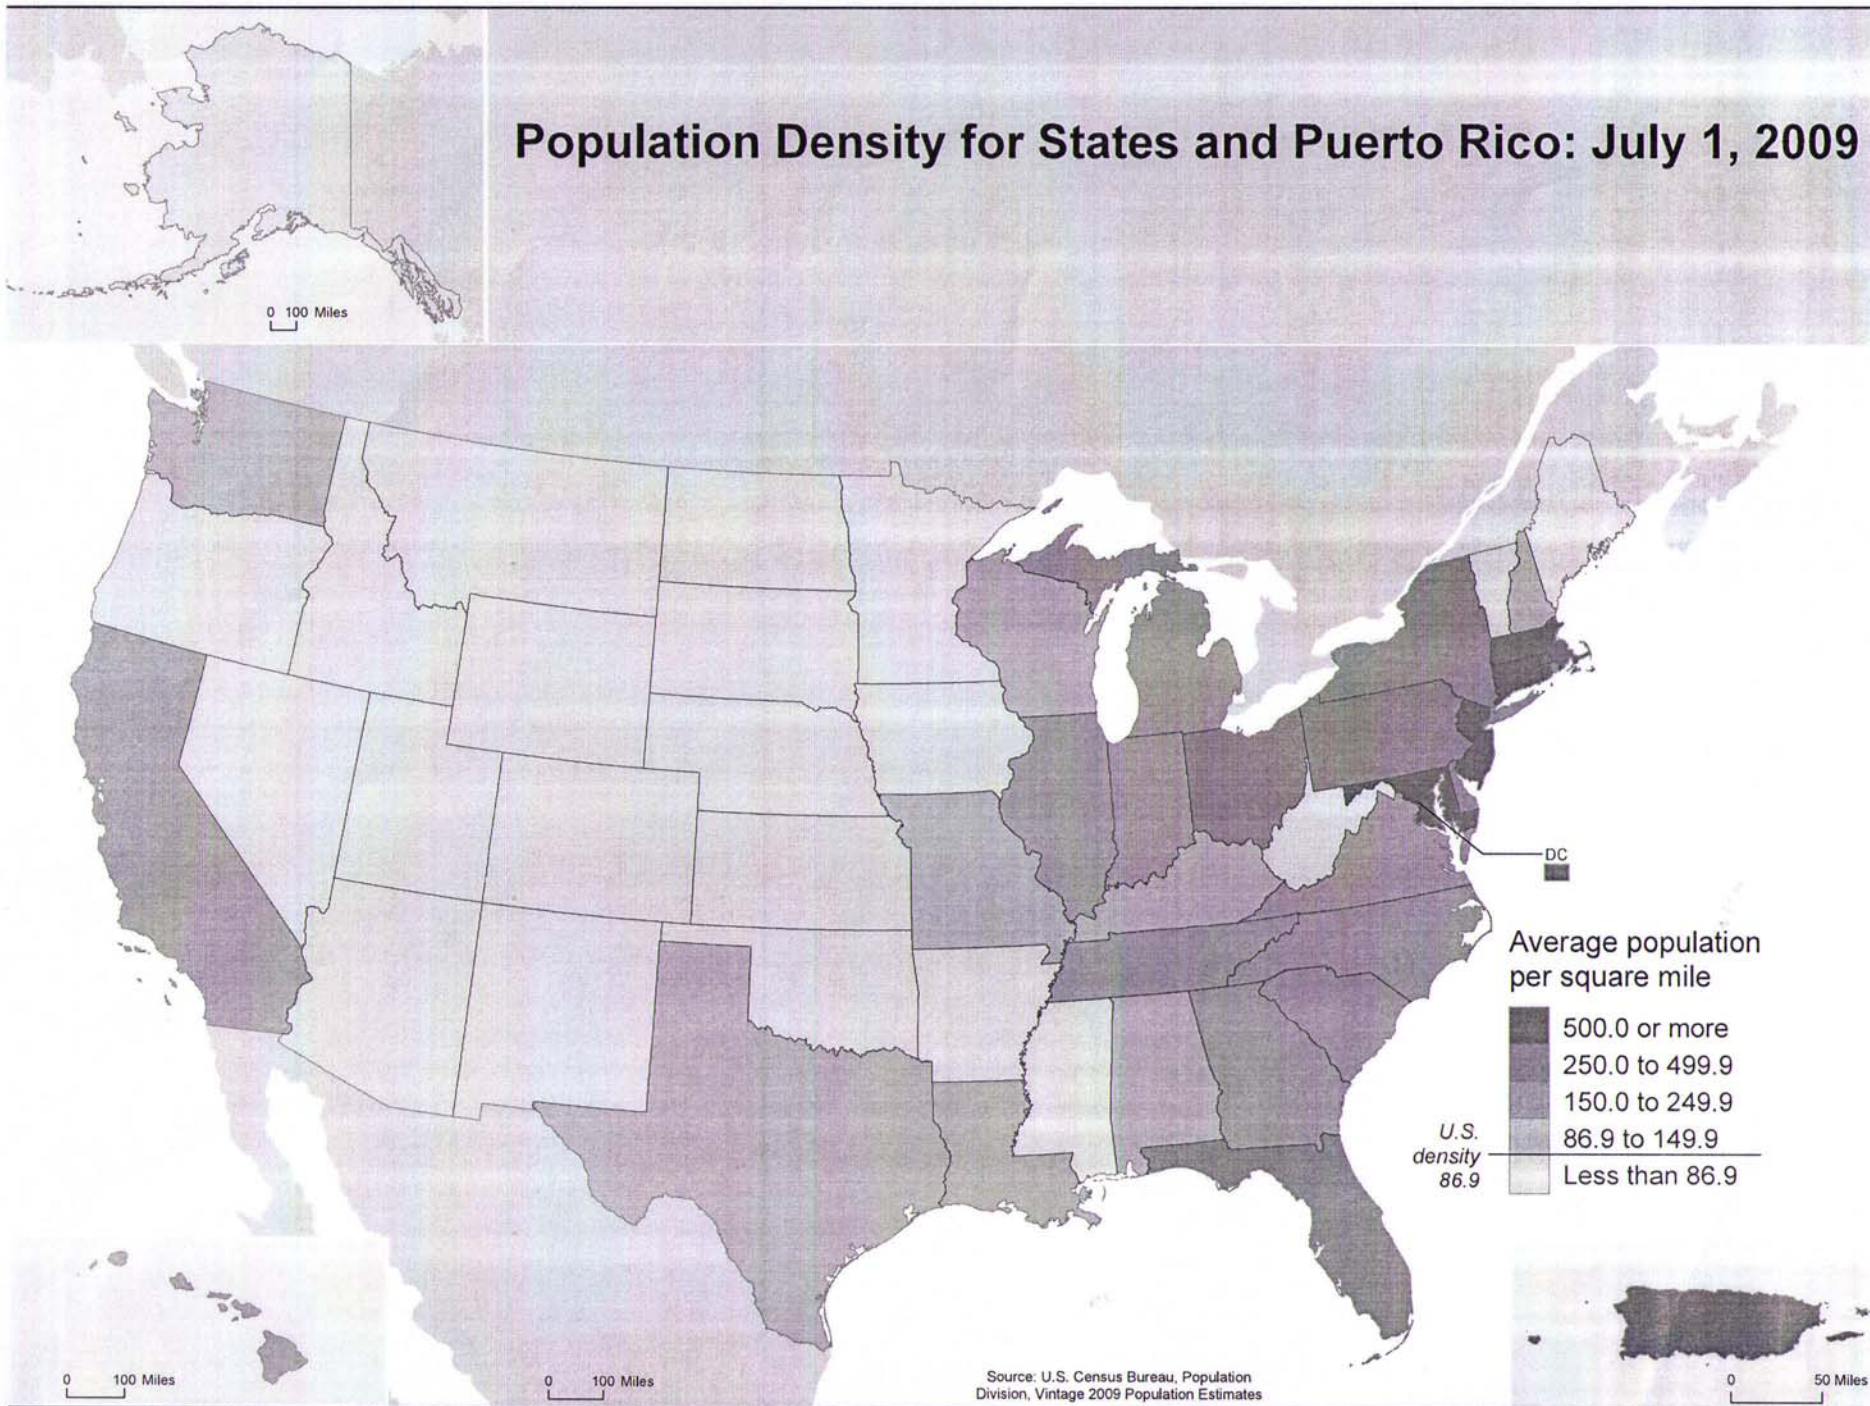 Population Density for States and Puerto Rico: July 1, 2009
0 100 Miles
DC
Average population
per square mile
500.0 or more
250.0 to 499.9
150.0 to 249.9
86.9 to 149.9
Less than 86.9
U.S.
density
86.9
0 100 Miles
0 100 Miles
Source: U.S. Census Bureau, Population
Division, Vintage 2009 Population Estimates
0 50 Miles